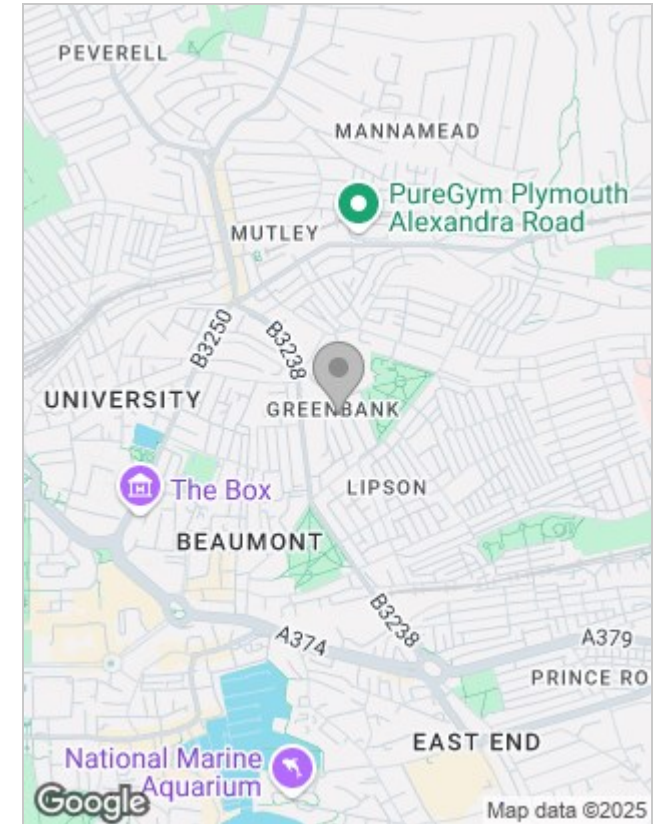 PEVERELL
MANNAMEAD
PureGym Plymouth
Alexandra Road
MUTLEY
B3250
B3238
UNIVERSITY
GREENBANK
The Box
LIPSON
BEAUMONT
B3238
A374
A379
PRINCE RO
EAST END
National Marine
Aquarium
Google
Map data ©2025